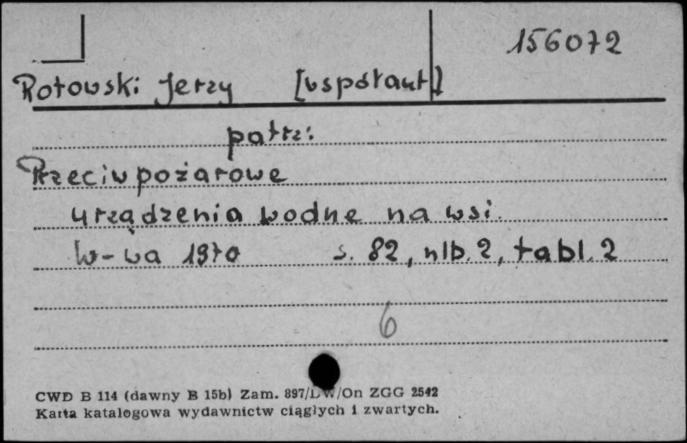 156072
Rotowski Jerzy [współaut.]
patrz:
Przeciwpożarowe
urządzenia wodne na wsi.
W-wa 1970 s. 82, nlb. 2, tabl. 2
6
CWD B 114 (dawny B 15b) Zam. 897/DW/On ZGG 2542
Karta katalogowa wydawnictw ciągłych i zwartych.